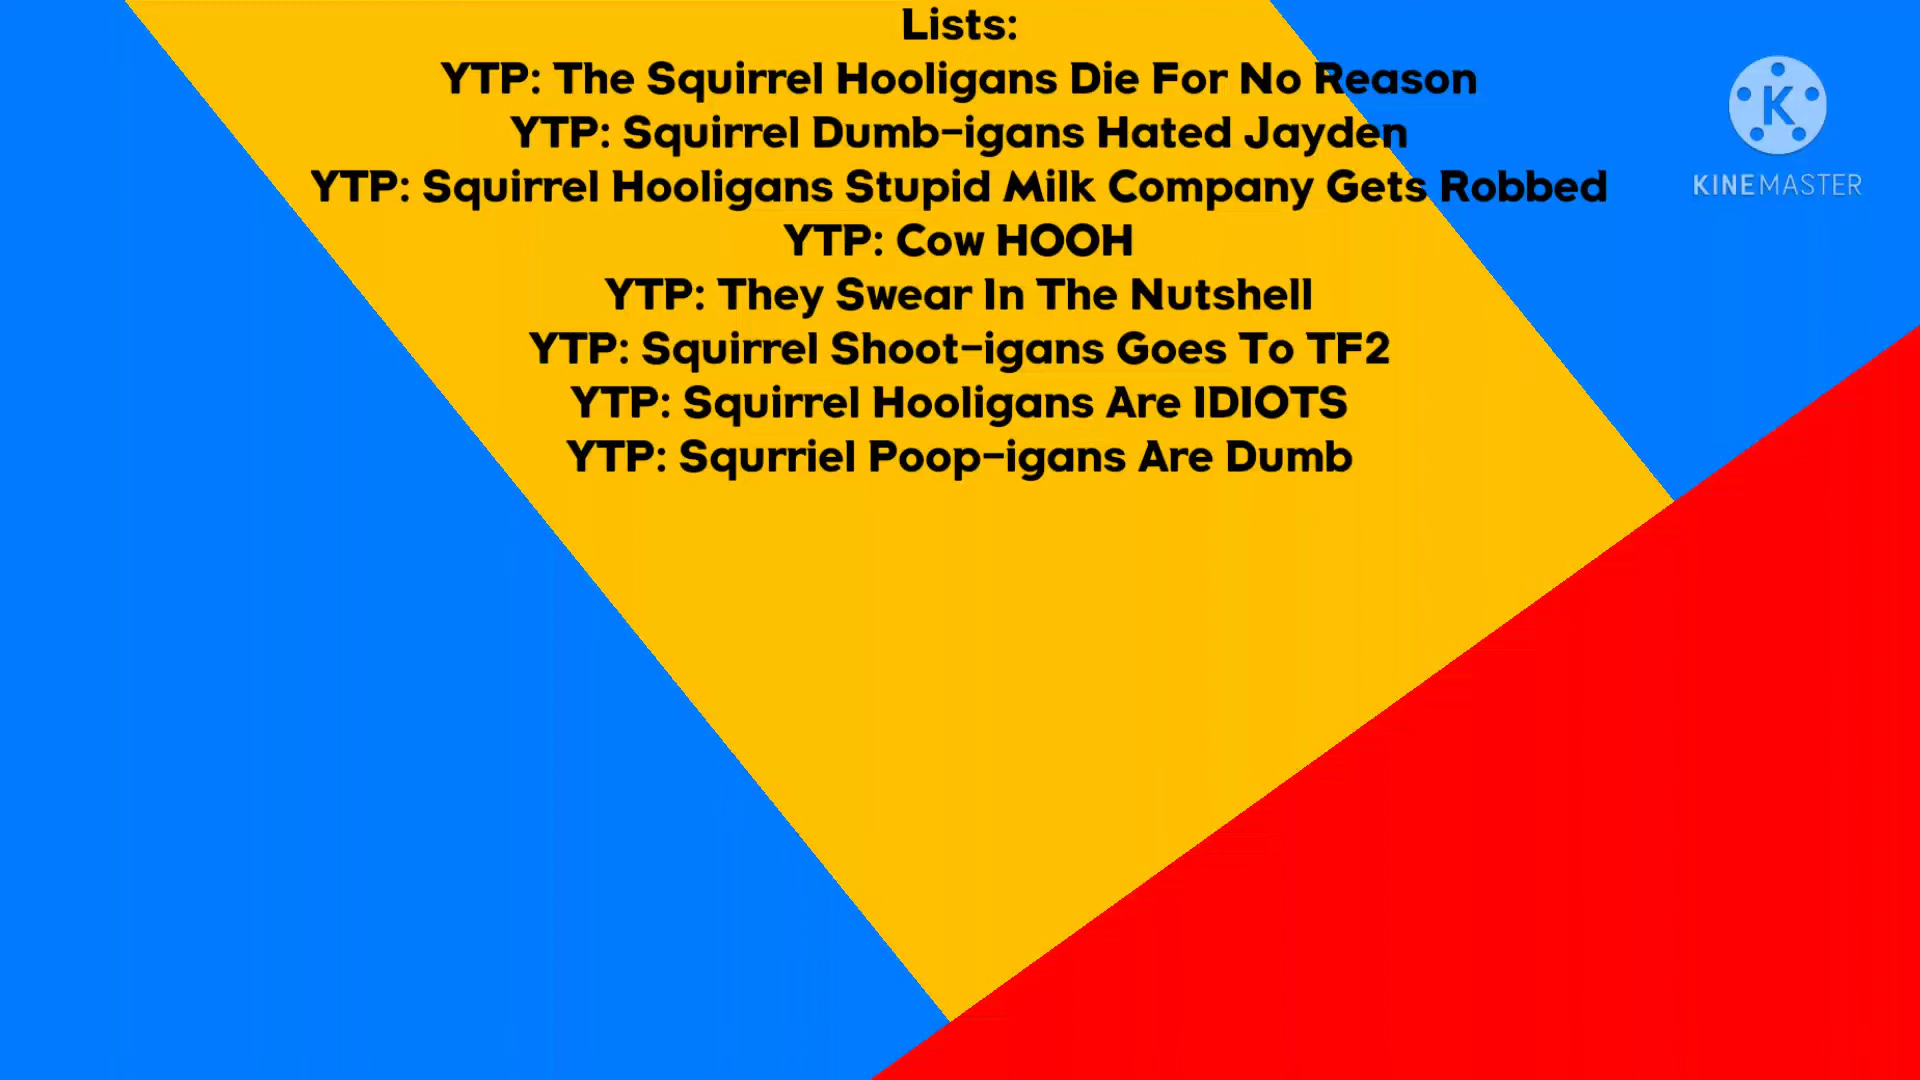 Lists:
YTP: The Squirrel Hooligans Die For No Reason
YTP: Squirrel Dumb-igans Hated Jayden
YTP: Squirrel Hooligans Stupid Milk Company Gets Robbed
YTP: Cow HOOH
YTP: They Swear In The Nutshell
YTP: Squirrel Shoot-igans Goes To TF2
YTP: Squirrel Hooligans Are IDIOTS
YTP: Squrriel Poop-igans Are Dumb
K
KINEMASTER